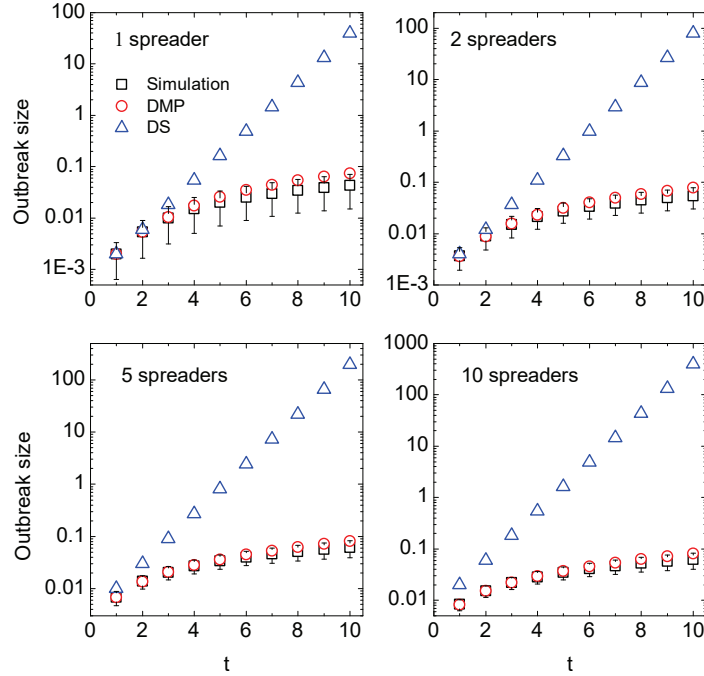 1 spreader
Simulation
DMP
DS
Outbreak size
100
10
1
0.1
0.01
1E-3
0 2 4 6 8 10
2 spreaders
100
10
1
0.1
0.01
1E-3
0 2 4 6 8 10
5 spreaders
Outbreak size
100
10
1
0.1
0.01
0 2 4 6 8 10
t
10 spreaders
1000
100
10
1
0.1
0.01
0 2 4 6 8 10
t